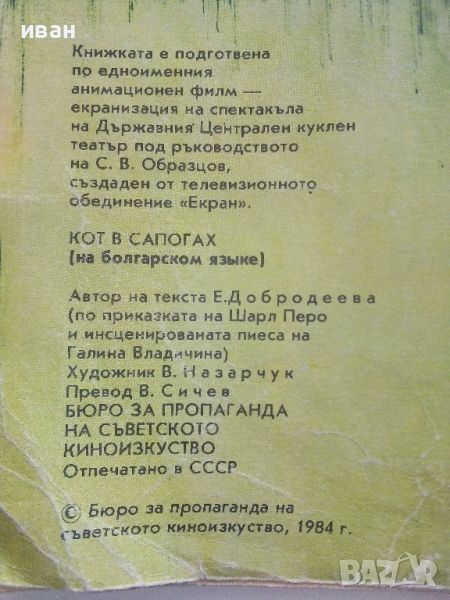 иван
Книжката е подготвена
по едноименния
анимационен филм —
екранизация на спектакъла
на Държавния Централен куклен
театър под ръководството
на С. В. Образцов,
създаден от телевизионното
обединение «Екран».
КОТ В САПОГАХ
(на болгарском языке)
Автор на текста Е. Добродеева
(по приказката на Шарл Перо
и инсценированата пиеса на
Галина Владичина)
Художник В. Назарчук
Превод В. Сичев
БЮРО ЗА ПРОПАГАНДА
НА СЪВЕТСКОТО
КИНОИЗКУСТВО
Отпечатано в СССР
© Бюро за пропаганда на
съветското киноизкуство, 1984 г.
BAZAR